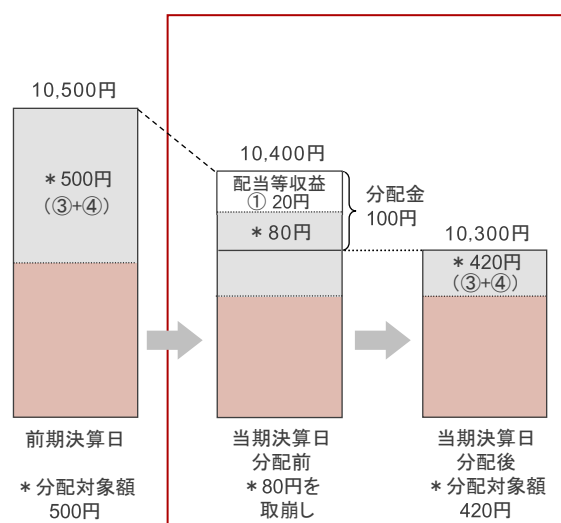 10,500円
＊500円
（③+④）
10,400円
配当等収益
① 20円
＊80円
分配金
100円
10,300円
＊420円
（③+④）
前期決算日
＊分配対象額
500円
当期決算日
分配前
＊80円を
取崩し
当期決算日
分配後
＊分配対象額
420円